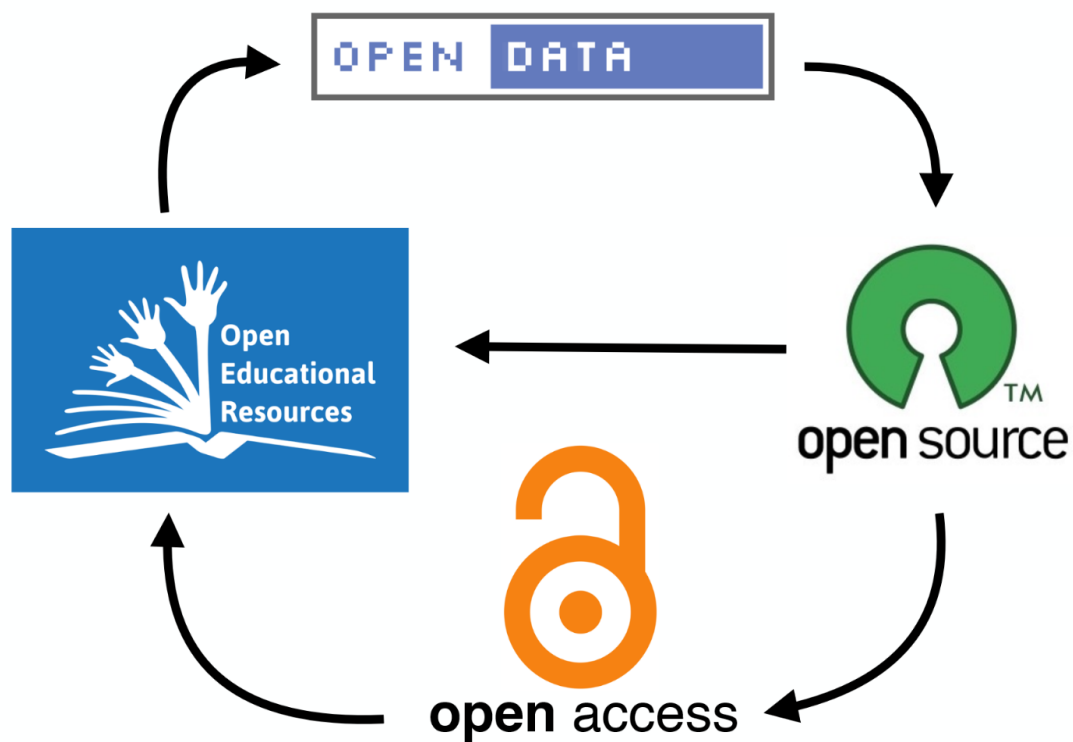 OPEN DATA
Open
Educational
Resources
TM
open source
open access